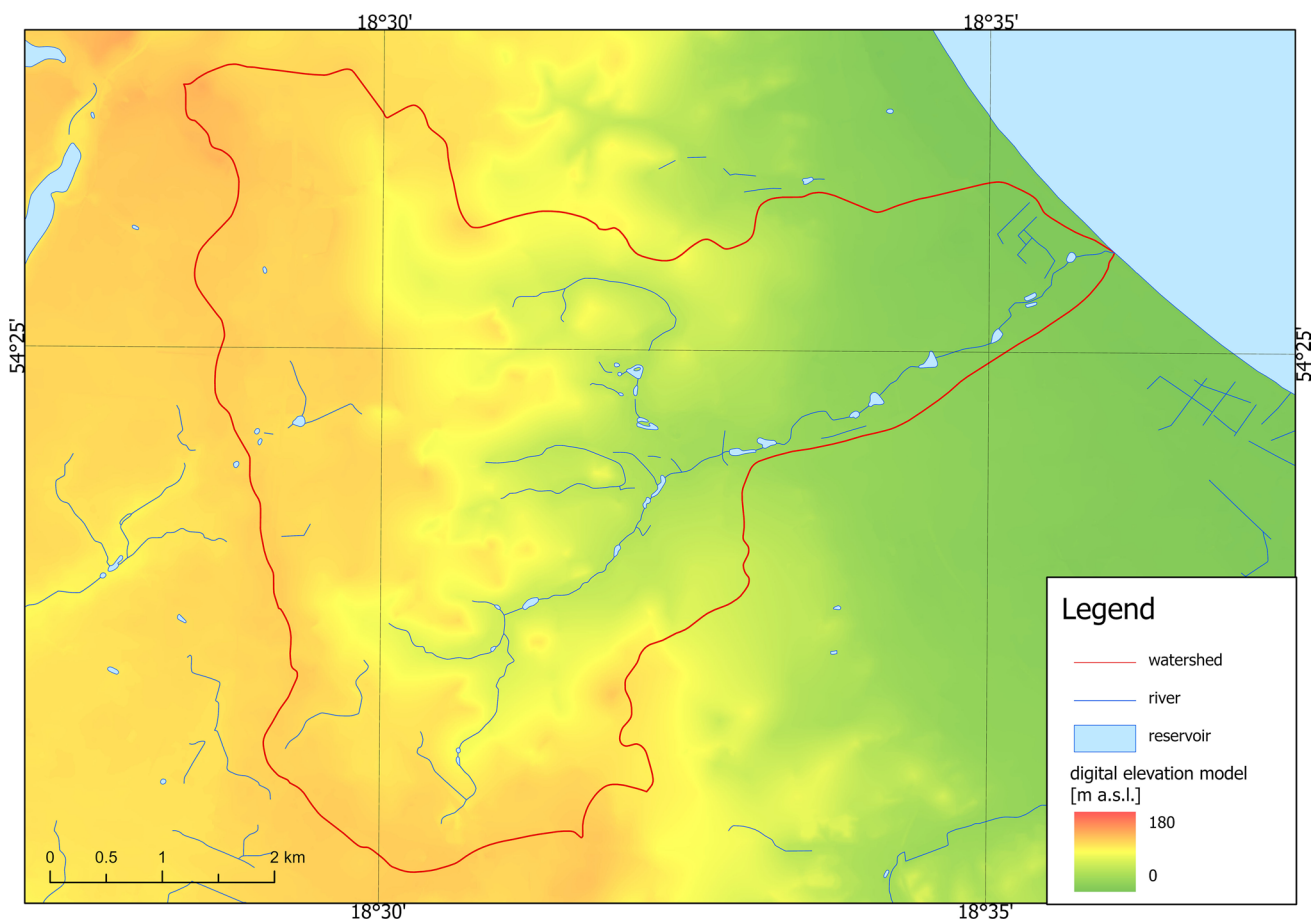 18°30' 18°35'
54°25' 54°25'
Legend
watershed
river
reservoir
digital elevation model
[m a.s.l.]
180
0
0 0.5 1 2 km
18°30' 18°35'